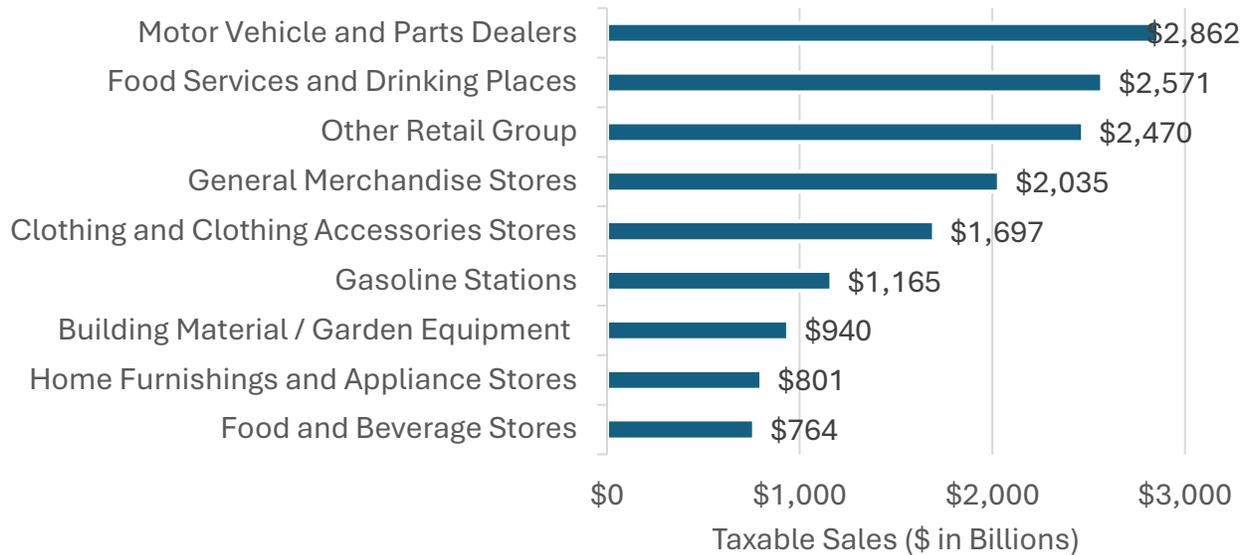 Motor Vehicle and Parts Dealers $2,862
Food Services and Drinking Places $2,571
Other Retail Group $2,470
General Merchandise Stores $2,035
Clothing and Clothing Accessories Stores $1,697
Gasoline Stations $1,165
Building Material / Garden Equipment $940
Home Furnishings and Appliance Stores $801
Food and Beverage Stores $764
$0 $1,000 $2,000 $3,000
Taxable Sales ($ in Billions)